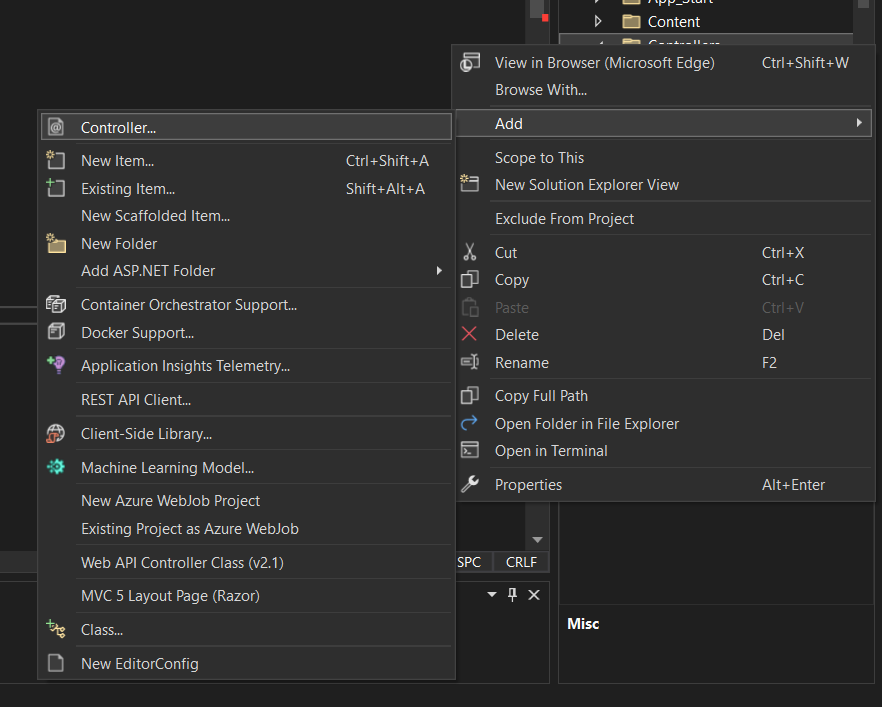 App_Start
Content
Controllers
View in Browser (Microsoft Edge) Ctrl+Shift+W
Browse With...
Add
Scope to This
New Solution Explorer View
Exclude From Project
Cut Ctrl+X
Copy Ctrl+C
Paste Ctrl+V
Delete Del
Rename F2
Copy Full Path
Open Folder in File Explorer
Open in Terminal
Properties Alt+Enter
Controller...
New Item... Ctrl+Shift+A
Existing Item... Shift+Alt+A
New Scaffolded Item...
New Folder
Add ASP.NET Folder
Container Orchestrator Support...
Docker Support...
Application Insights Telemetry...
REST API Client...
Client-Side Library...
Machine Learning Model...
New Azure WebJob Project
Existing Project as Azure WebJob
Web API Controller Class (v2.1)
MVC 5 Layout Page (Razor)
Class...
New EditorConfig
SPC CRLF
Misc